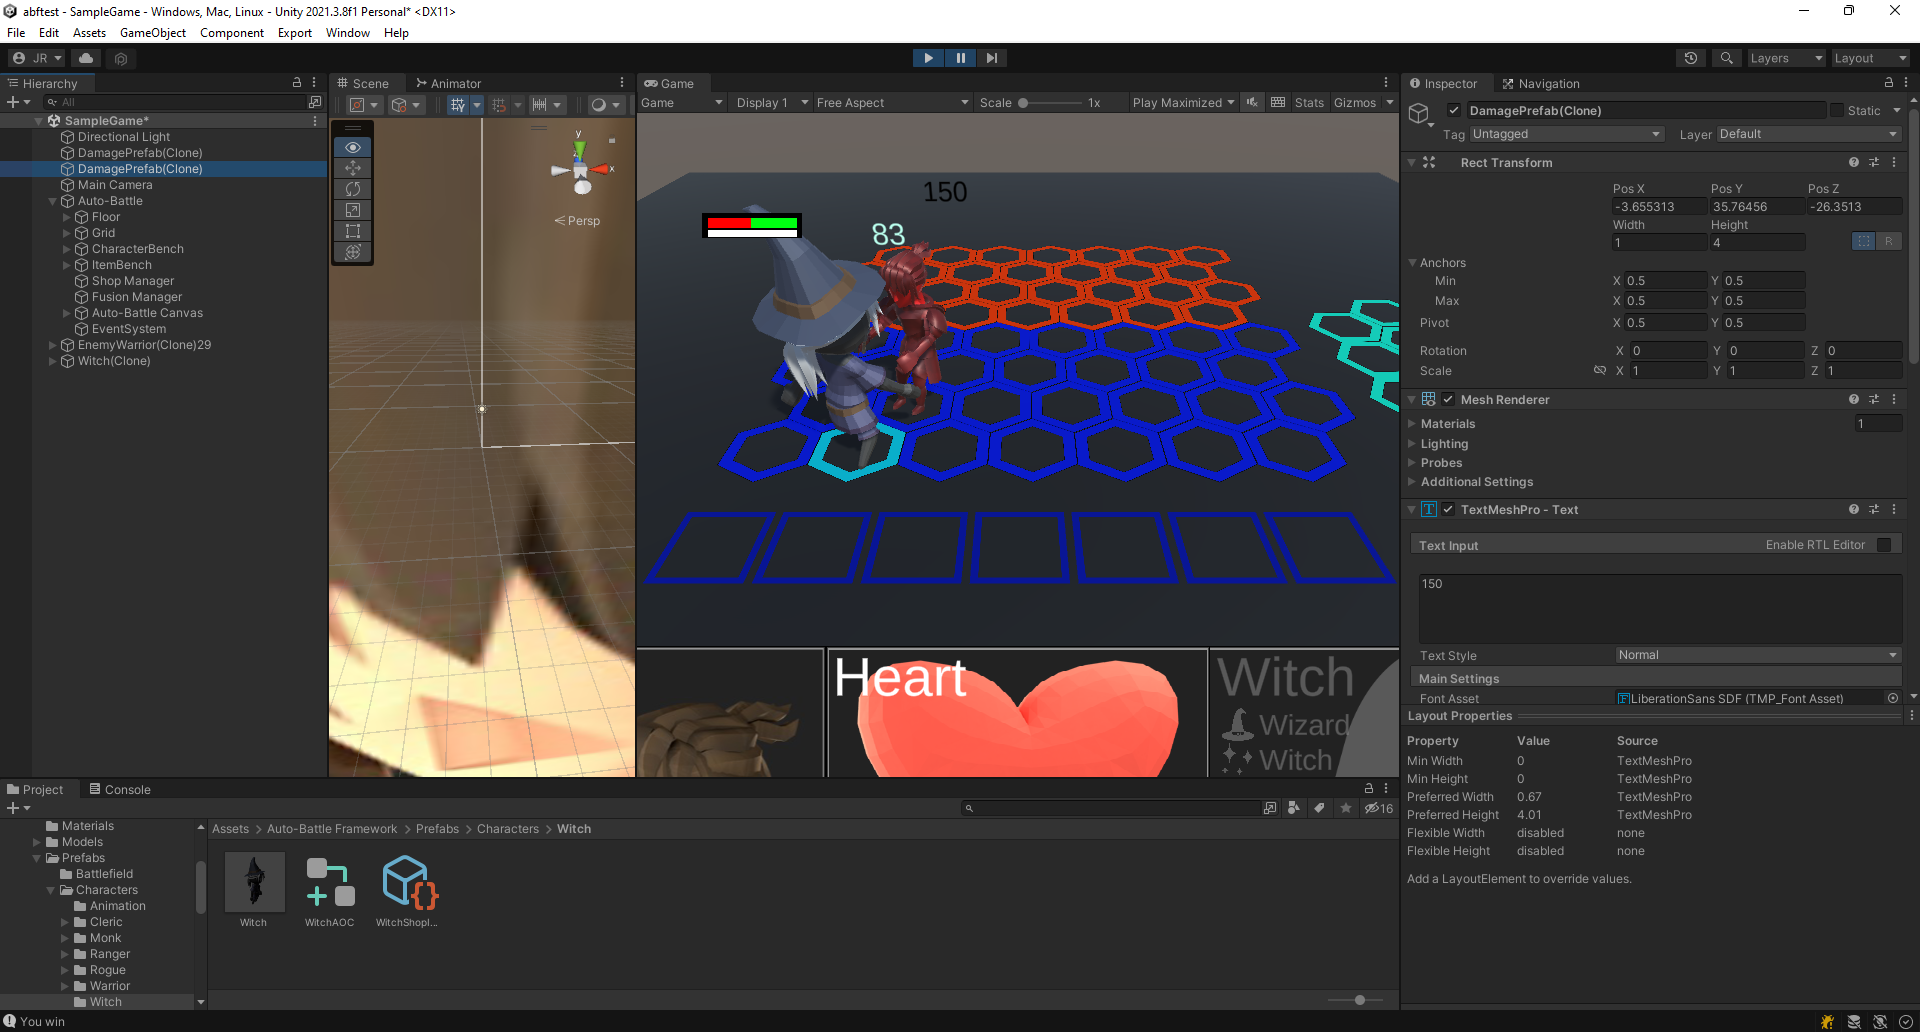 abftest - SampleGame - Windows, Mac, Linux - Unity 2021.3.8f1 Personal* <DX11>
File Edit Assets GameObject Component Export Window Help
JR
Layers
Layout
Hierarchy
All
SampleGame*
Directional Light
DamagePrefab(Clone)
DamagePrefab(Clone)
Main Camera
Auto-Battle
Floor
Grid
CharacterBench
ItemBench
Shop Manager
Fusion Manager
Auto-Battle Canvas
EventSystem
EnemyWarrior(Clone)29
Witch(Clone)
Scene
Animator
y
x
Persp
Game
Game
Display 1
Free Aspect
Scale
1x
Play Maximized
Stats
Gizmos
150
83
Heart
Witch
Wizard
Witch
Inspector
Navigation
DamagePrefab(Clone)
Static
Tag Untagged
Layer Default
Rect Transform
Pos X Pos Y Pos Z
-3.655313 35.76456 -26.3513
Width Height
1 4
R
Anchors
Min X 0.5 Y 0.5
Max X 0.5 Y 0.5
Pivot X 0.5 Y 0.5
Rotation X 0 Y 0 Z 0
Scale X 1 Y 1 Z 1
Mesh Renderer
Materials 1
Lighting
Probes
Additional Settings
TextMeshPro - Text
Text Input
Enable RTL Editor
150
Text Style Normal
Main Settings
Font Asset LiberationSans SDF (TMP_Font Asset)
Layout Properties
Property Value Source
Min Width 0 TextMeshPro
Min Height 0 TextMeshPro
Preferred Width 0.67 TextMeshPro
Preferred Height 4.01 TextMeshPro
Flexible Width disabled none
Flexible Height disabled none
Add a LayoutElement to override values.
Project
Console
16
Materials
Models
Prefabs
Battlefield
Characters
Animation
Cleric
Monk
Ranger
Rogue
Warrior
Witch
Assets > Auto-Battle Framework > Prefabs > Characters > Witch
Witch
WitchAOC
WitchShopI...
You win